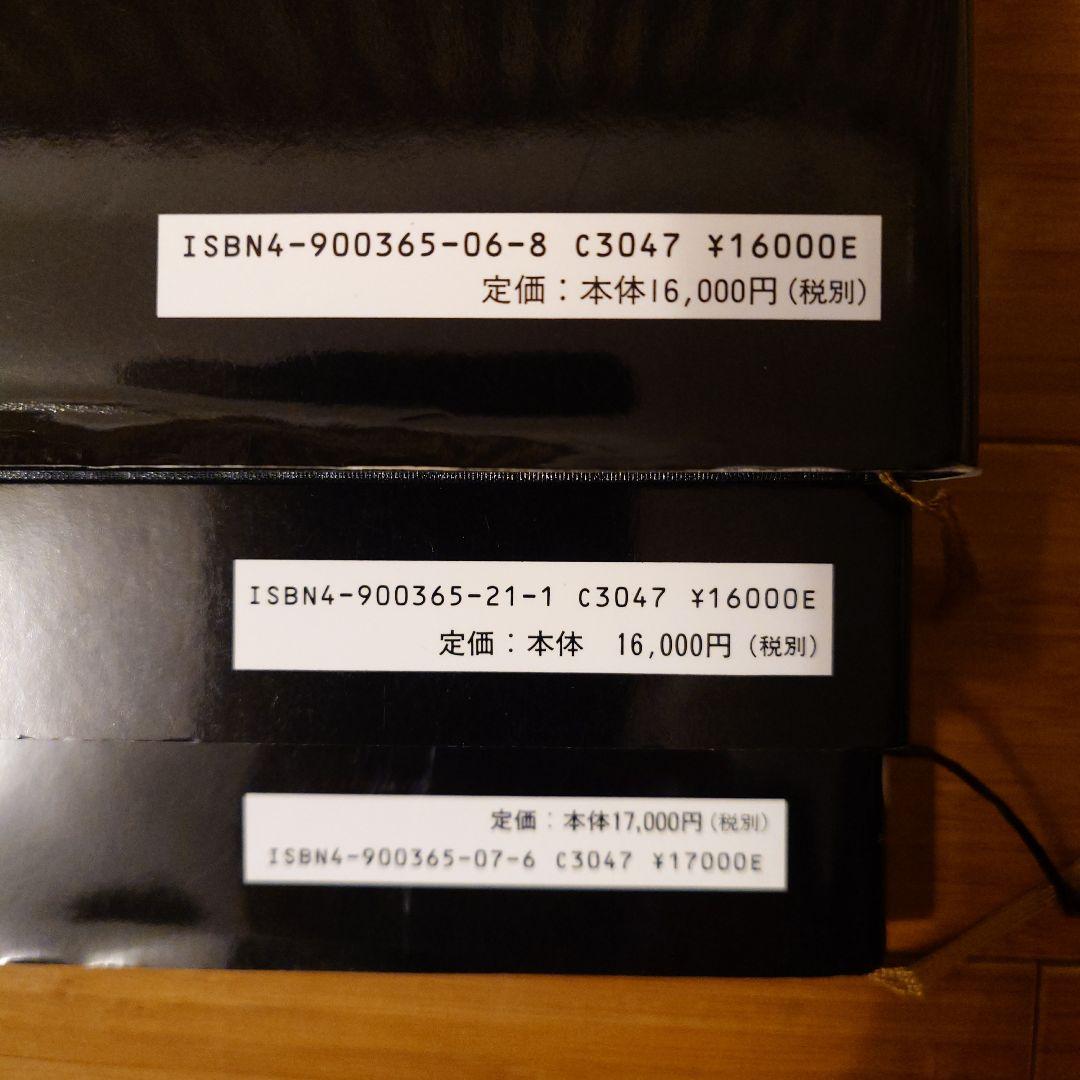 ISBN4-900365-06-8 C3047 ¥16000E
定価：本体16,000円（税別）
ISBN4-900365-21-1 C3047 ¥16000E
定価：本体　16,000円（税別）
定価：本体17,000円（税別）
ISBN4-900365-07-6 C3047 ¥17000E